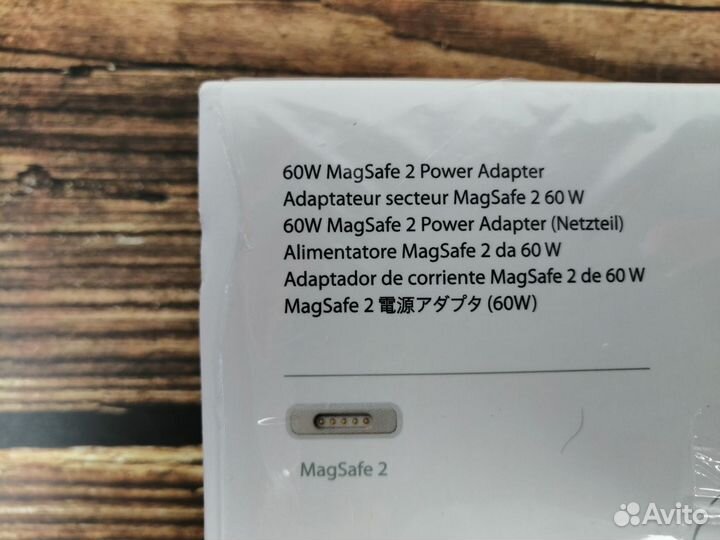 60W MagSafe 2 Power Adapter
Adaptateur secteur MagSafe 2 60 W
60W MagSafe 2 Power Adapter (Netzteil)
Alimentatore MagSafe 2 da 60 W
Adaptador de corriente MagSafe 2 de 60 W
MagSafe 2 電源アダプタ (60W)
MagSafe 2
Avito